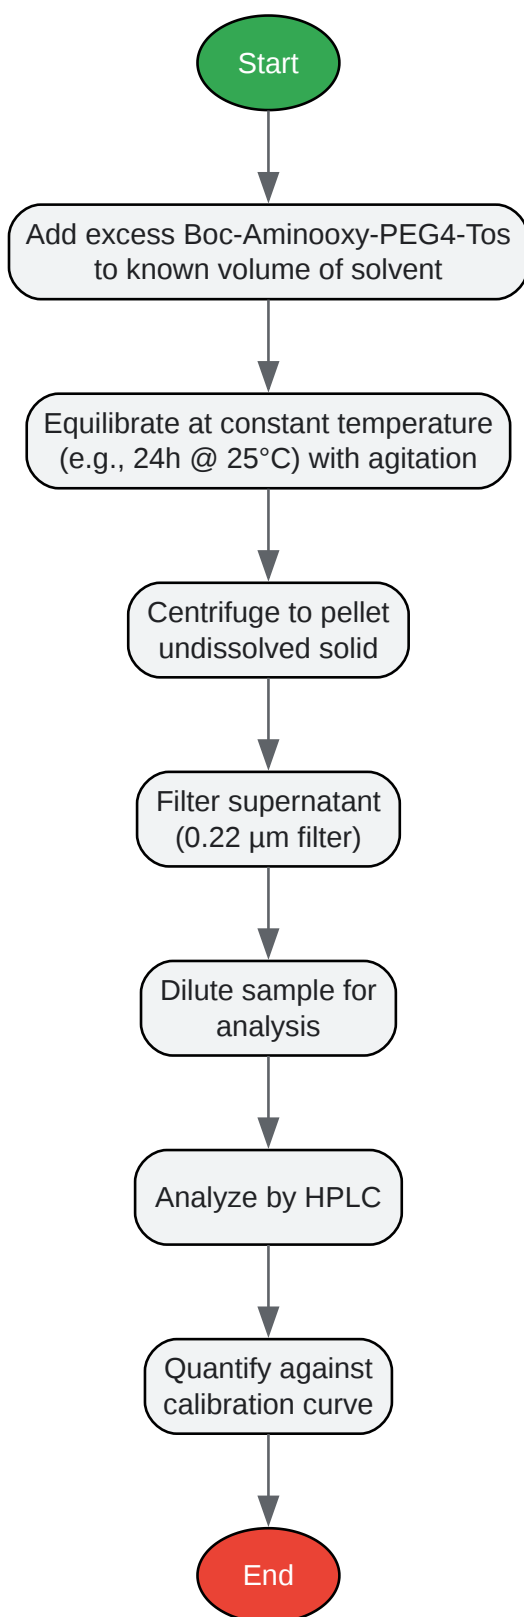 Start
Add excess Boc-Aminooxy-PEG4-Tos
to known volume of solvent
Equilibrate at constant temperature
(e.g., 24h @ 25°C) with agitation
Centrifuge to pellet
undissolved solid
Filter supernatant
(0.22 µm filter)
Dilute sample for
analysis
Analyze by HPLC
Quantify against
calibration curve
End